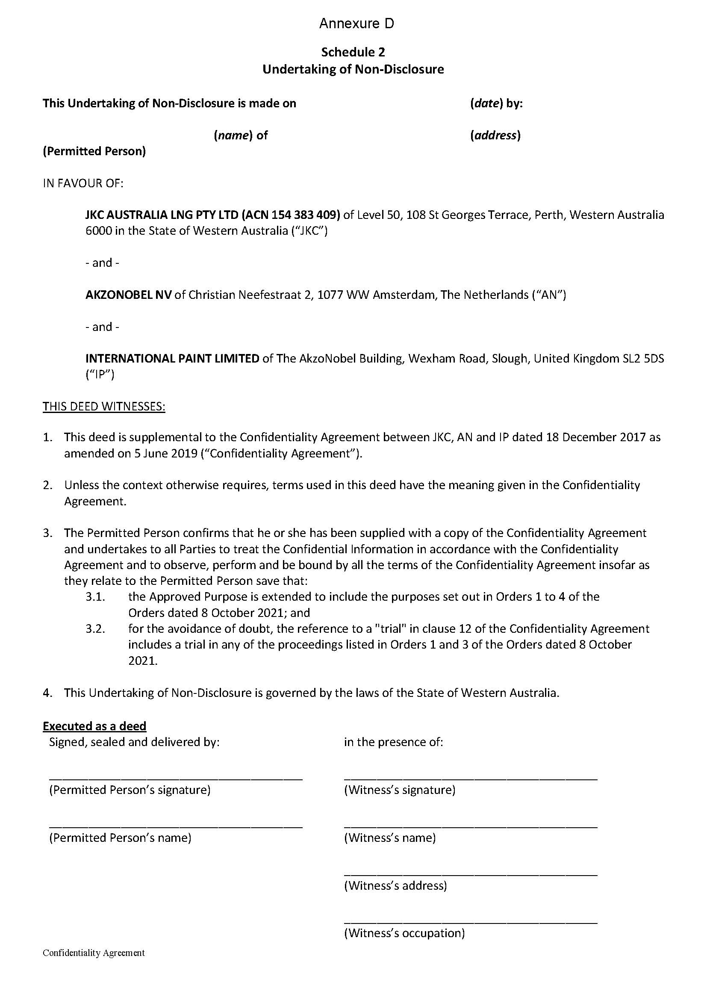 Annexure D
Schedule 2
Undertaking of Non-Disclosure
This Undertaking of Non-Disclosure is made on (date) by:
(name) of (address)
(Permitted Person)
IN FAVOUR OF:
JKC AUSTRALIA LNG PTY LTD (ACN 154 383 409) of Level 50, 108 St Georges Terrace, Perth, Western Australia
6000 in the State of Western Australia (“JKC”)
- and -
AKZONOBEL NV of Christian Neefestraat 2, 1077 WW Amsterdam, The Netherlands (“AN”)
- and -
INTERNATIONAL PAINT LIMITED of The AkzoNobel Building, Wexham Road, Slough, United Kingdom SL2 5DS
(“IP”)
THIS DEED WITNESSES:
1. This deed is supplemental to the Confidentiality Agreement between JKC, AN and IP dated 18 December 2017 as
amended on 5 June 2019 (“Confidentiality Agreement”).
2. Unless the context otherwise requires, terms used in this deed have the meaning given in the Confidentiality
Agreement.
3. The Permitted Person confirms that he or she has been supplied with a copy of the Confidentiality Agreement
and undertakes to all Parties to treat the Confidential Information in accordance with the Confidentiality
Agreement and to observe, perform and be bound by all the terms of the Confidentiality Agreement insofar as
they relate to the Permitted Person save that:
3.1. the Approved Purpose is extended to include the purposes set out in Orders 1 to 4 of the
Orders dated 8 October 2021; and
3.2. for the avoidance of doubt, the reference to a "trial" in clause 12 of the Confidentiality Agreement
includes a trial in any of the proceedings listed in Orders 1 and 3 of the Orders dated 8 October
2021.
4. This Undertaking of Non-Disclosure is governed by the laws of the State of Western Australia.
Executed as a deed
Signed, sealed and delivered by: in the presence of:
(Permitted Person’s signature) (Witness’s signature)
(Permitted Person’s name) (Witness’s name)
(Witness’s address)
(Witness’s occupation)
Confidentiality Agreement